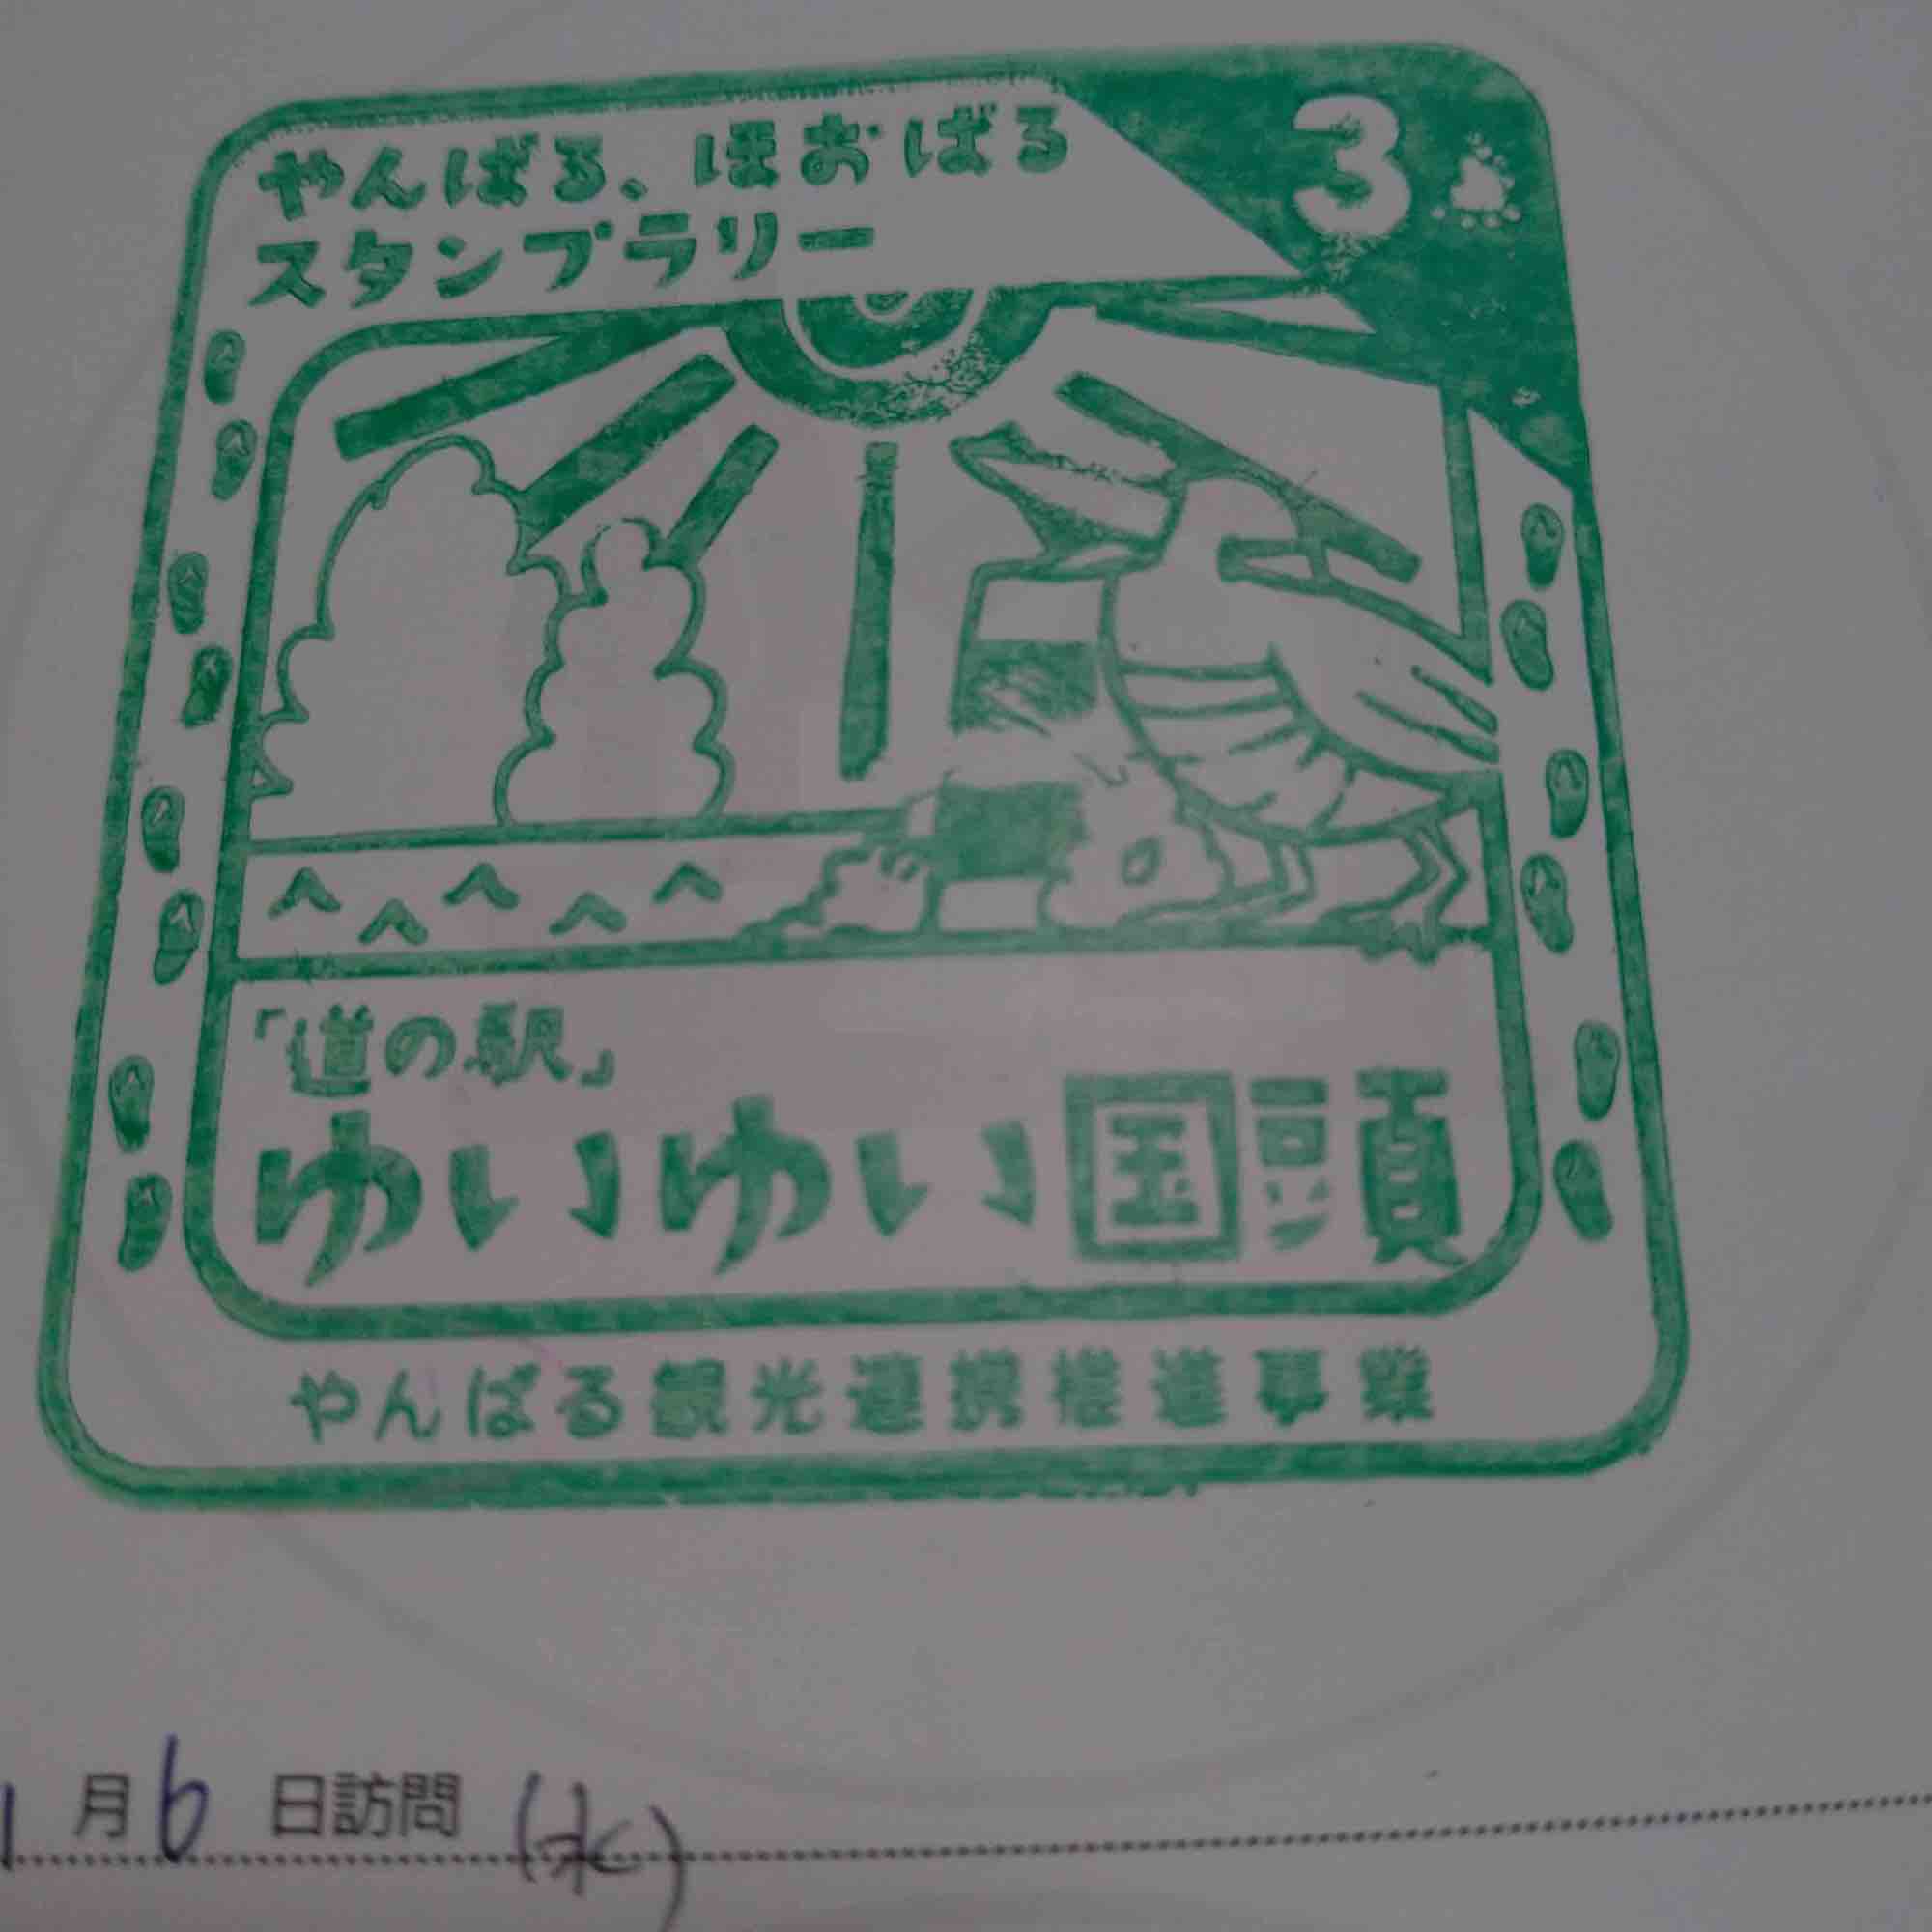 やんばる、ほおばる
スタンプラリー
3
「道の駅」
ゆいゆい国頭
やんばる観光連携推進事業
1月6日訪問 (水)